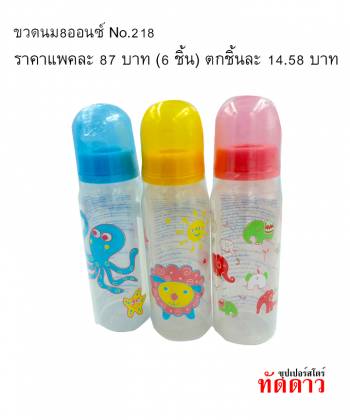 ขวดนม8ออนซ์ No.218
ราคาแพคละ 87 บาท (6 ชิ้น) ตกชิ้นละ 14.58 บาท
ซุปเปอร์สโตร์
ทัดดาว